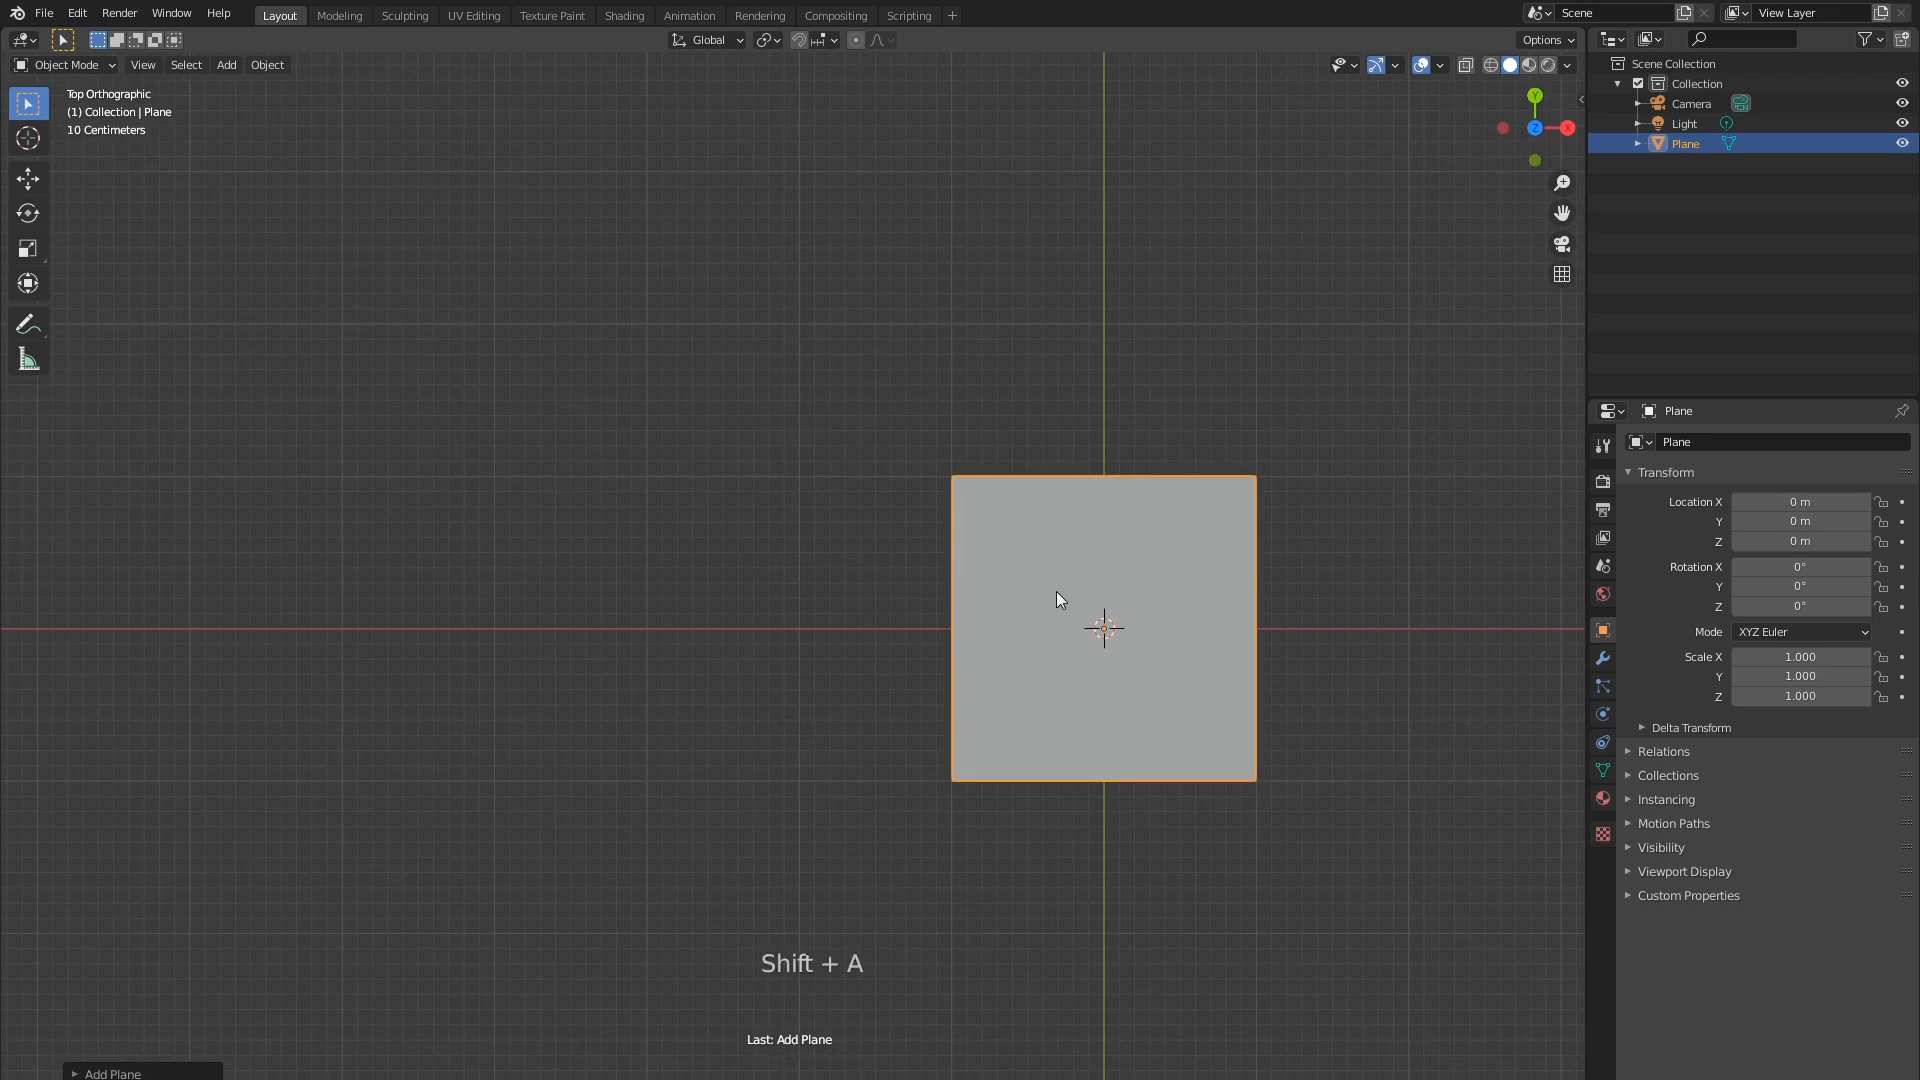 File Edit Render Window Help
Layout Modeling Sculpting UV Editing Texture Paint Shading Animation Rendering Compositing Scripting +
Scene
View Layer
Global
Options
Object Mode View Select Add Object
Top Orthographic
(1) Collection | Plane
10 Centimeters
Y
Z
X
Shift + A
Last: Add Plane
Add Plane
Scene Collection
Collection
Camera
Light
Plane
Plane
Plane
Transform
Location X 0 m
Y 0 m
Z 0 m
Rotation X 0°
Y 0°
Z 0°
Mode XYZ Euler
Scale X 1.000
Y 1.000
Z 1.000
Delta Transform
Relations
Collections
Instancing
Motion Paths
Visibility
Viewport Display
Custom Properties